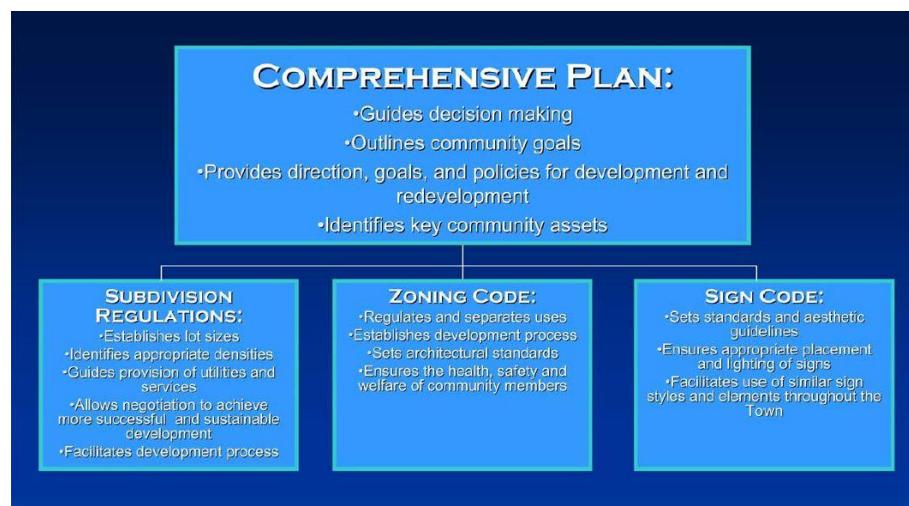 COMPREHENSIVE PLAN:
•Guides decision making
•Outlines community goals
•Provides direction, goals, and policies for development and
redevelopment
•Identifies key community assets
SUBDIVISION
REGULATIONS:
•Establishes lot sizes
•Identifies appropriate densities
•Guides provision of utilities and
services
•Allows negotiation to achieve
more successful and sustainable
development
•Facilitates development process
ZONING CODE:
•Regulates and separates uses
•Establishes development process
•Sets architectural standards
•Ensures the health, safety and
welfare of community members
SIGN CODE:
•Sets standards and aesthetic
guidelines
•Ensures appropriate placement
and lighting of signs
•Facilitates use of similar sign
styles and elements throughout the
Town